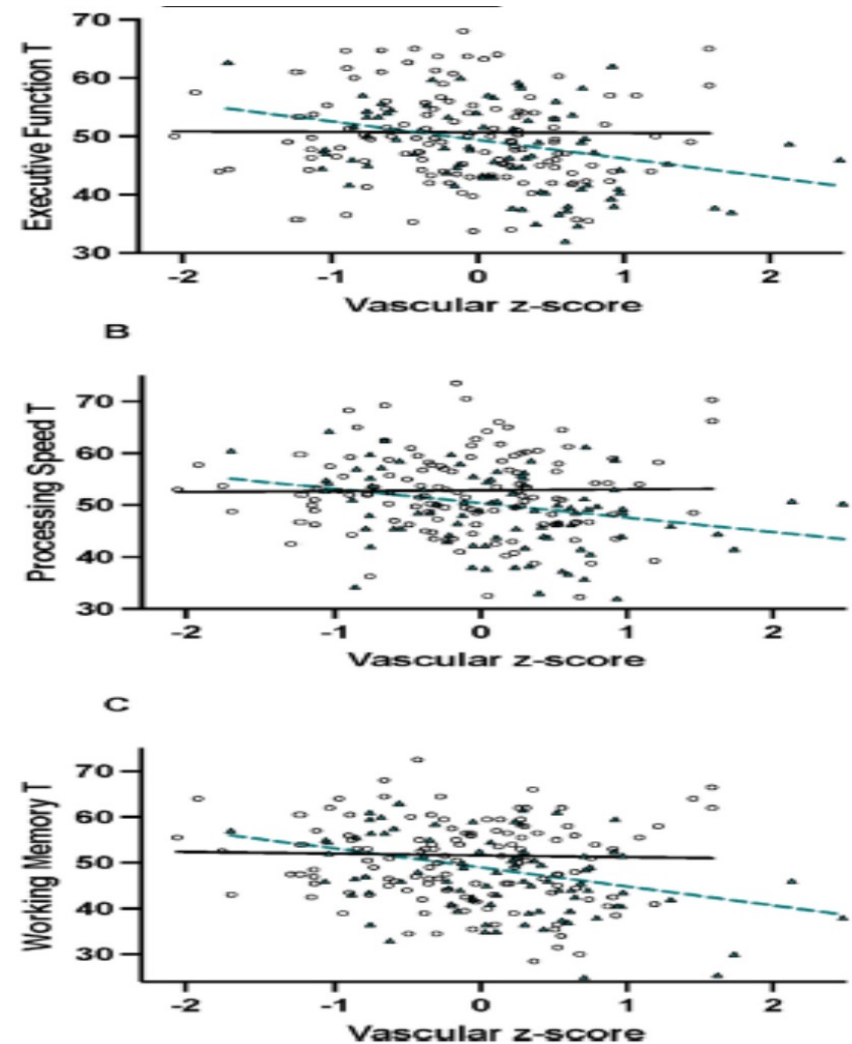 70
60
50
40
30
Executive Function T
-2 -1 0 1 2
Vascular z-score
B
70
60
50
40
30
Processing Speed T
-2 -1 0 1 2
Vascular z-score
C
70
60
50
40
30
Working Memory T
-2 -1 0 1 2
Vascular z-score